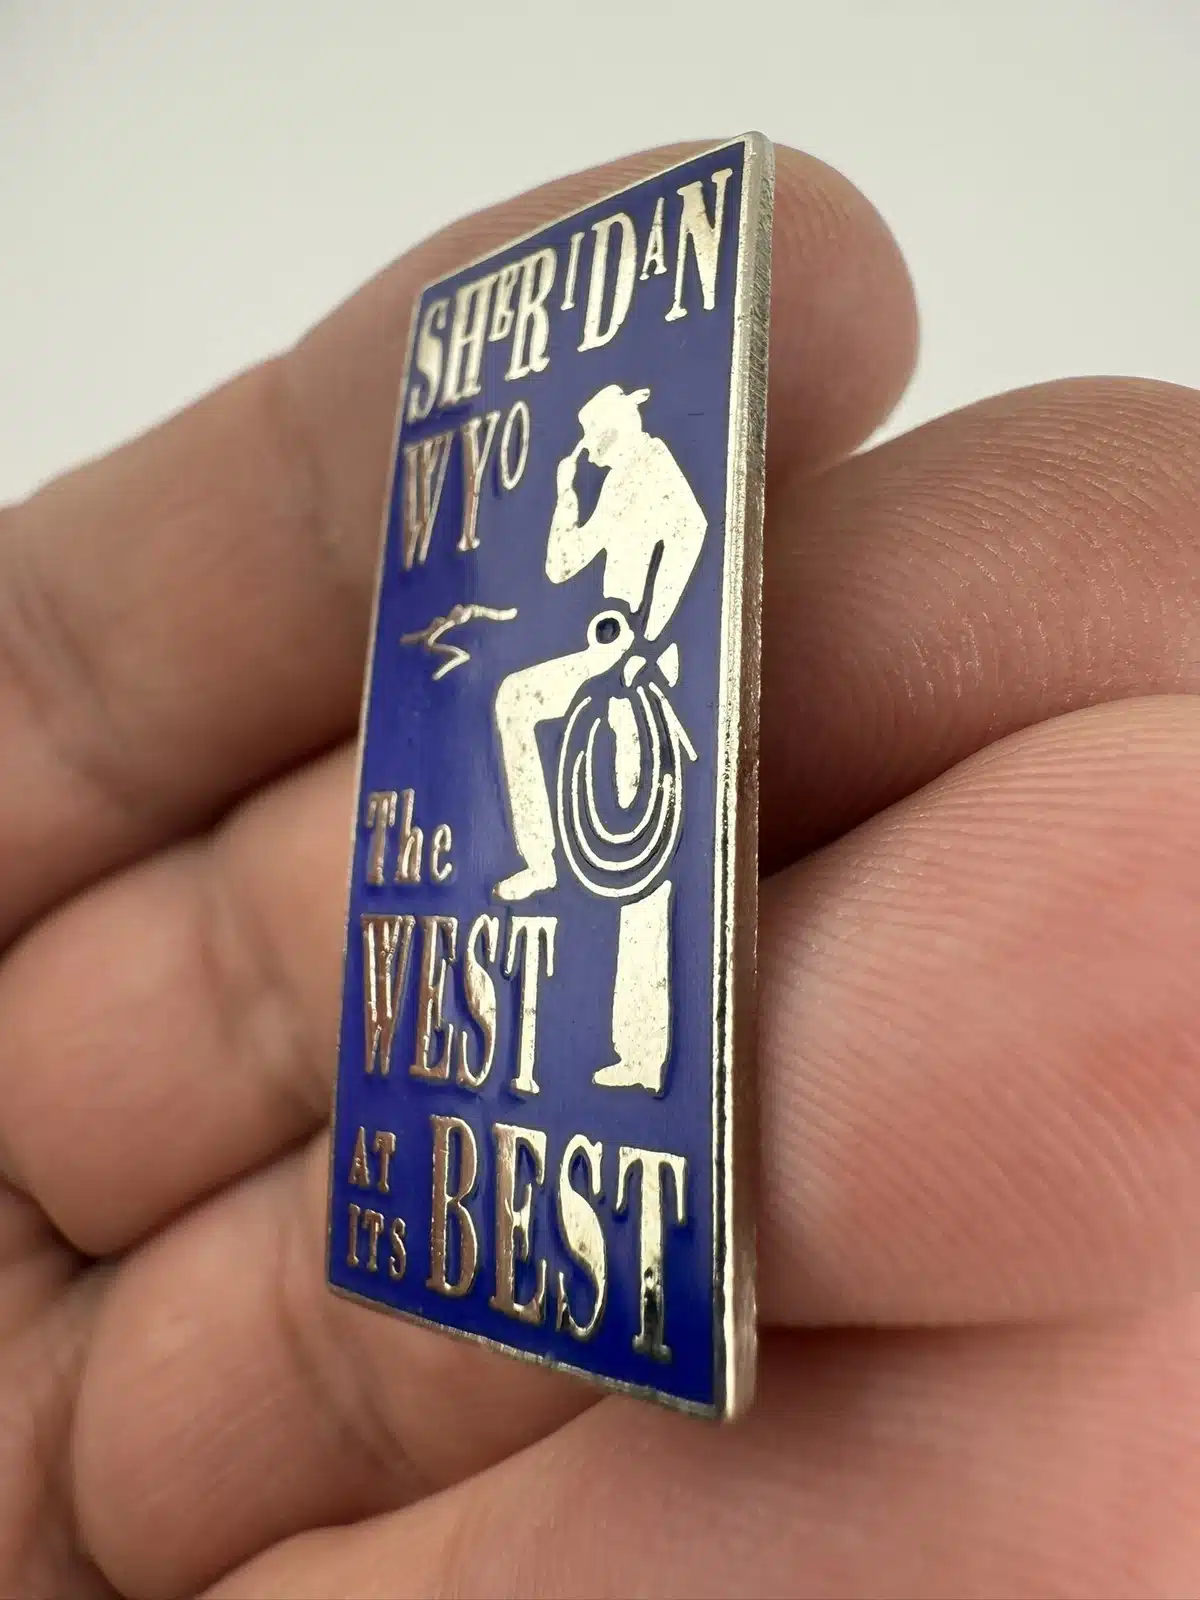 SHERIDAN
WYO
The
WEST
AT
ITS BEST